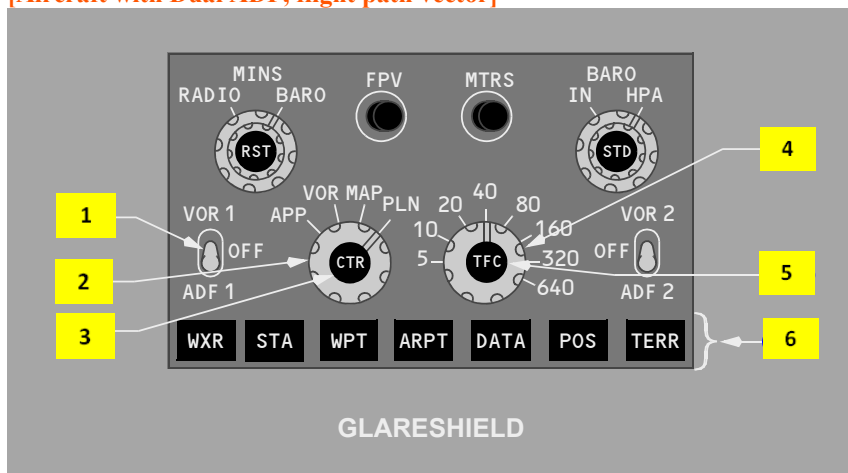 [Aircraft with Dual ADF, flight path vector]
MINS
RADIO BARO
RST
FPV
MTRS
BARO
IN HPA
STD
4
1
VOR 1
OFF
ADF 1
2
3
APP VOR MAP PLN
CTR
5 10 20 40 80 160 320 640
TFC
VOR 2
OFF
ADF 2
5
WXR STA WPT ARPT DATA POS TERR
6
GLARESHIELD